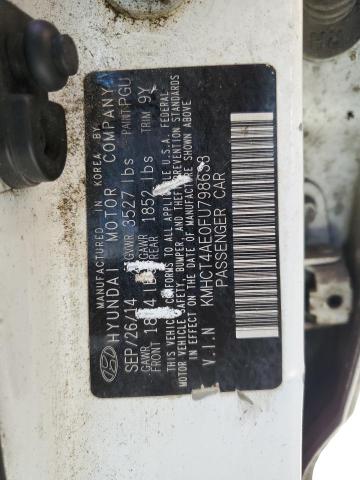 MANUFACTURED IN KOREA BY
HYUNDAI MOTOR COMPANY
SEP/26/14 GVWR 3527 lbs PAINT PGU
GAWR FRONT GAWR REAR 1852 lbs TRIM 9Y
THIS VEHICLE CONFORMS TO ALL APPLICABLE U.S.A. FEDERAL
MOTOR VEHICLE SAFETY, BUMPER, AND THEFT PREVENTION STANDARDS
IN EFFECT ON THE DATE OF MANUFACTURE SHOWN ABOVE
V.I.N KMHCT4AE0FU798638
PASSENGER CAR